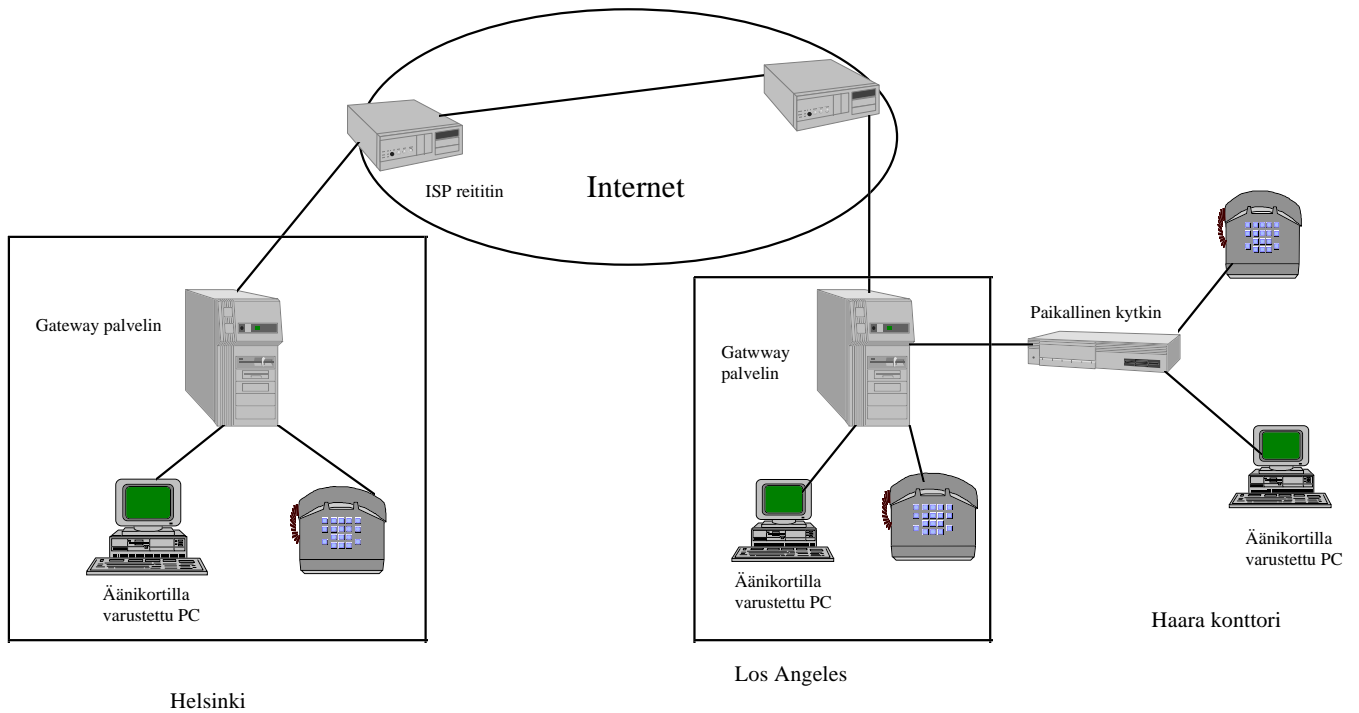 ISP reititin
Internet
Gateway palvelin
Äänikortilla
varustettu PC
Helsinki
Gatwway
palvelin
Äänikortilla
varustettu PC
Los Angeles
Paikallinen kytkin
Äänikortilla
varustettu PC
Haara konttori